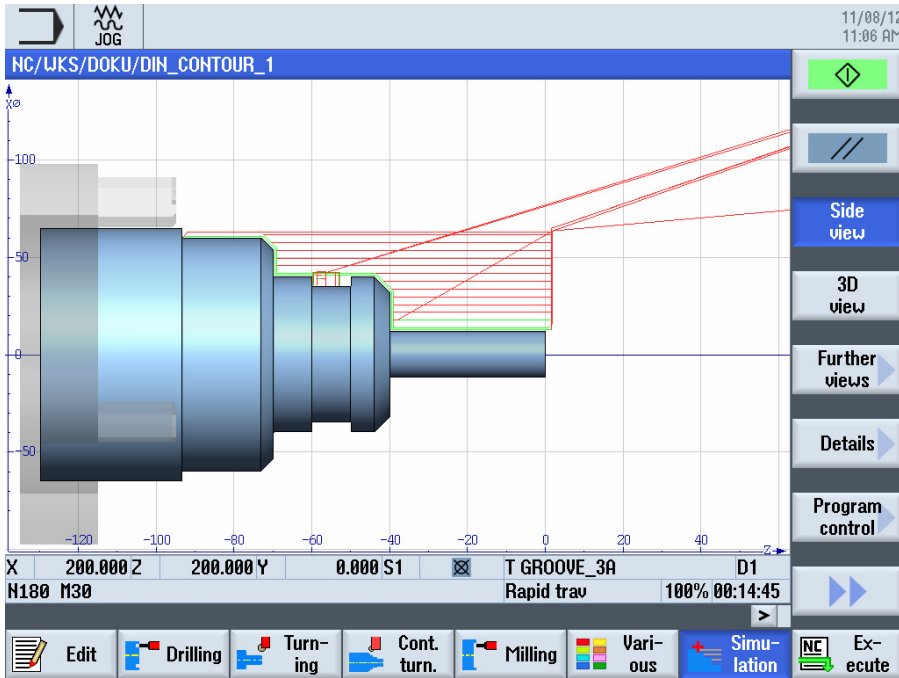 11/08/12
11:06 AM
JOG
NC/WKS/DOKU/DIN_CONTOUR_1
XØ
100
50
0
-50
-120 -100 -80 -60 -40 -20 0 20 40 Z
Side view
3D view
Further views
Details
Program control
X 200.000 Z 200.000 Y 0.000 S1 T GROOVE_3A D1
N180 M30 Rapid trav 100% 00:14:45
>
Edit
Drilling
Turn-
ing
Cont.
turn.
Milling
Vari-
ous
Simu-
lation
NC
Ex-
ecute